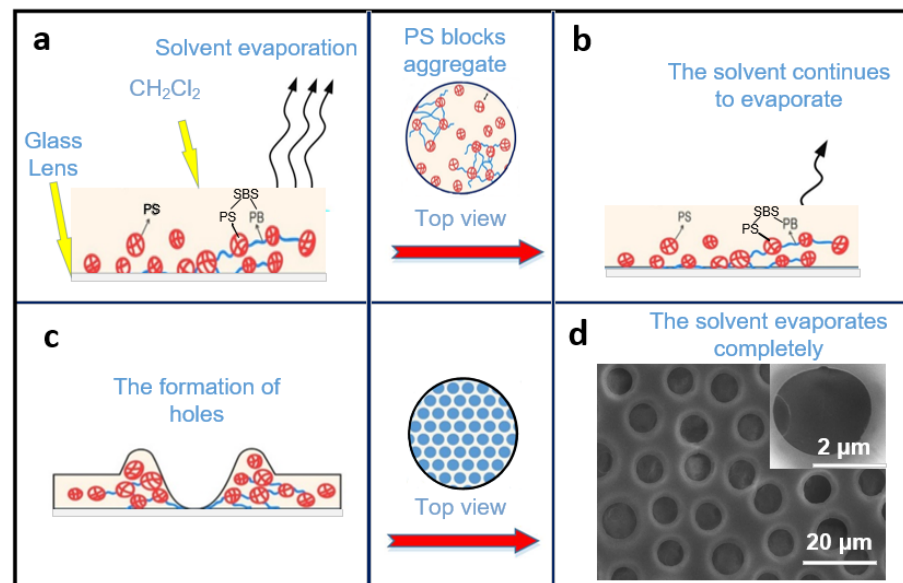 a
Solvent evaporation
CH₂Cl₂
Glass
Lens
PS
SBS
PS
PB
PS blocks
aggregate
Top view
b
The solvent continues
to evaporate
PS
SBS
PS
PB
c
The formation of
holes
Top view
d
The solvent evaporates
completely
2 µm
20 µm